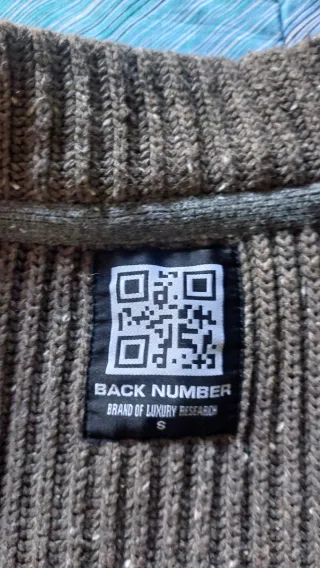 BACK NUMBER
BRAND OF LUXURY RESEARCH
S